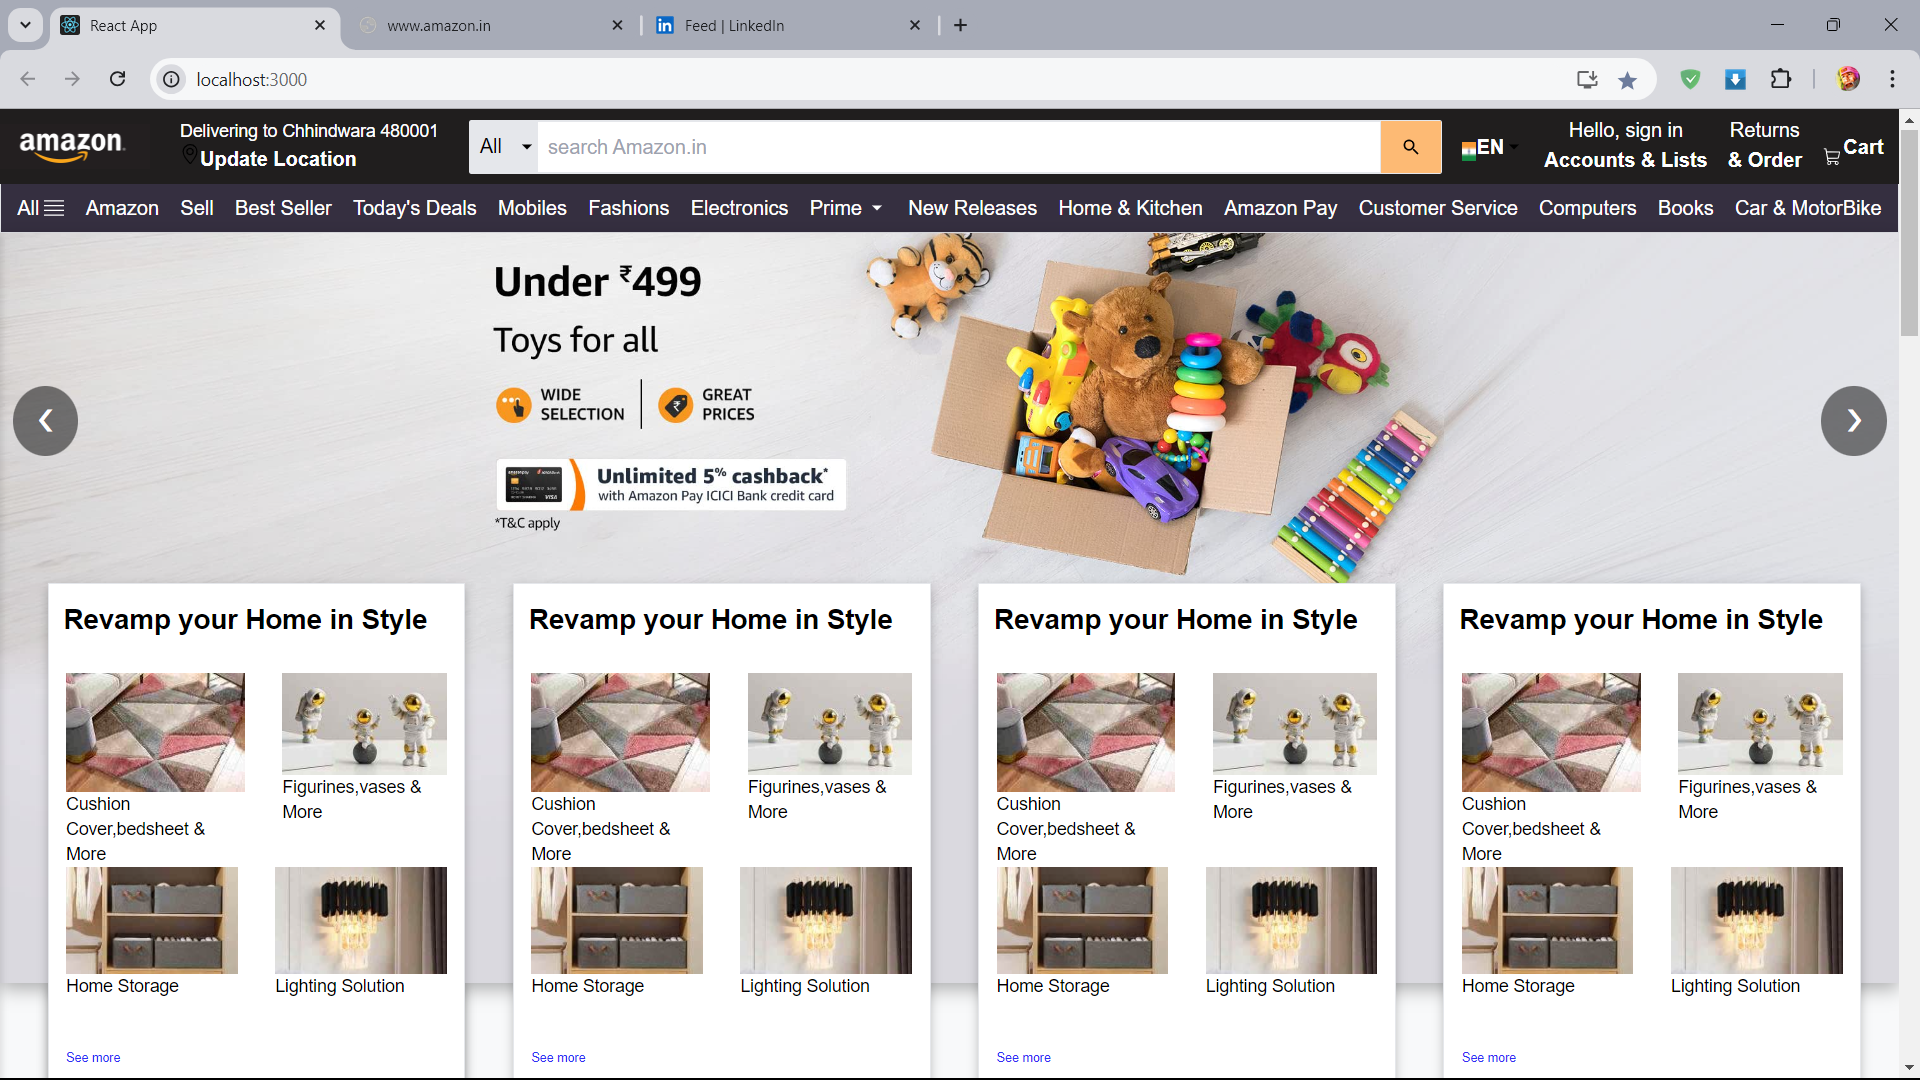 React App
www.amazon.in
Feed | LinkedIn
localhost:3000
amazon
Delivering to Chhindwara 480001
Update Location
All
search Amazon.in
EN
Hello, sign in
Accounts & Lists
Returns
& Order
Cart
All Amazon Sell Best Seller Today's Deals Mobiles Fashions Electronics Prime New Releases Home & Kitchen Amazon Pay Customer Service Computers Books Car & MotorBike
Under ₹499
Toys for all
WIDE
SELECTION
GREAT
PRICES
Unlimited 5% cashback*
with Amazon Pay ICICI Bank credit card
VISA
*T&C apply
Revamp your Home in Style
Cushion
Cover,bedsheet &
More
Figurines,vases &
More
Home Storage
Lighting Solution
See more
Revamp your Home in Style
Cushion
Cover,bedsheet &
More
Figurines,vases &
More
Home Storage
Lighting Solution
See more
Revamp your Home in Style
Cushion
Cover,bedsheet &
More
Figurines,vases &
More
Home Storage
Lighting Solution
See more
Revamp your Home in Style
Cushion
Cover,bedsheet &
More
Figurines,vases &
More
Home Storage
Lighting Solution
See more